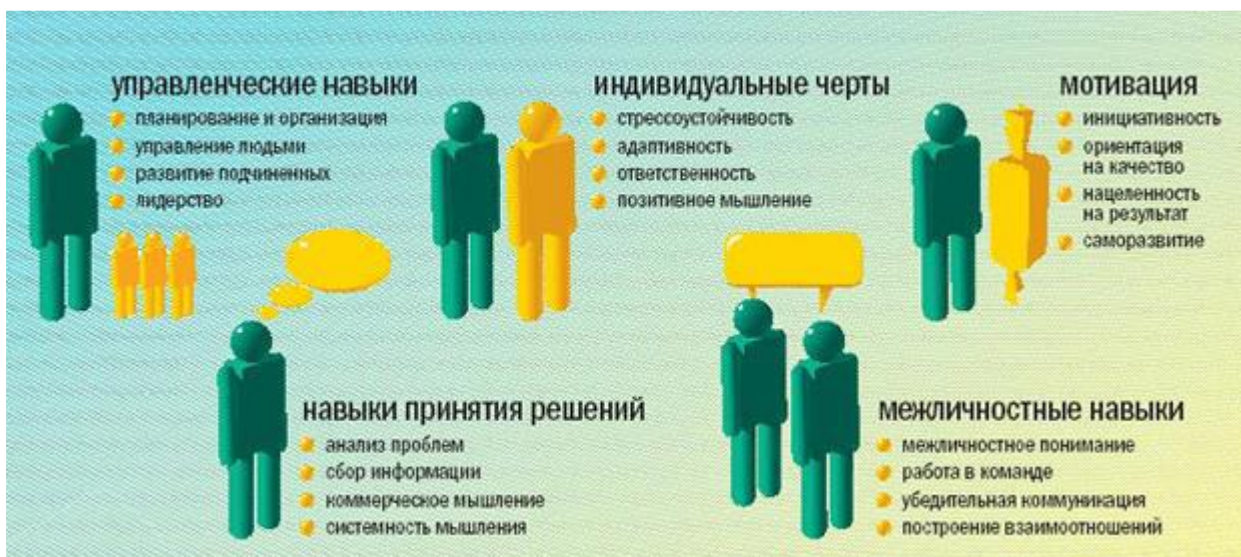 управленческие навыки
планирование и организация
управление людьми
развитие подчиненных
лидерство
индивидуальные черты
стрессоустойчивость
адаптивность
ответственность
позитивное мышление
мотивация
инициативность
ориентация
на качество
нацеленность
на результат
саморазвитие
навыки принятия решений
анализ проблем
сбор информации
коммерческое мышление
системность мышления
межличностные навыки
межличностное понимание
работа в команде
убедительная коммуникация
построение взаимоотношений